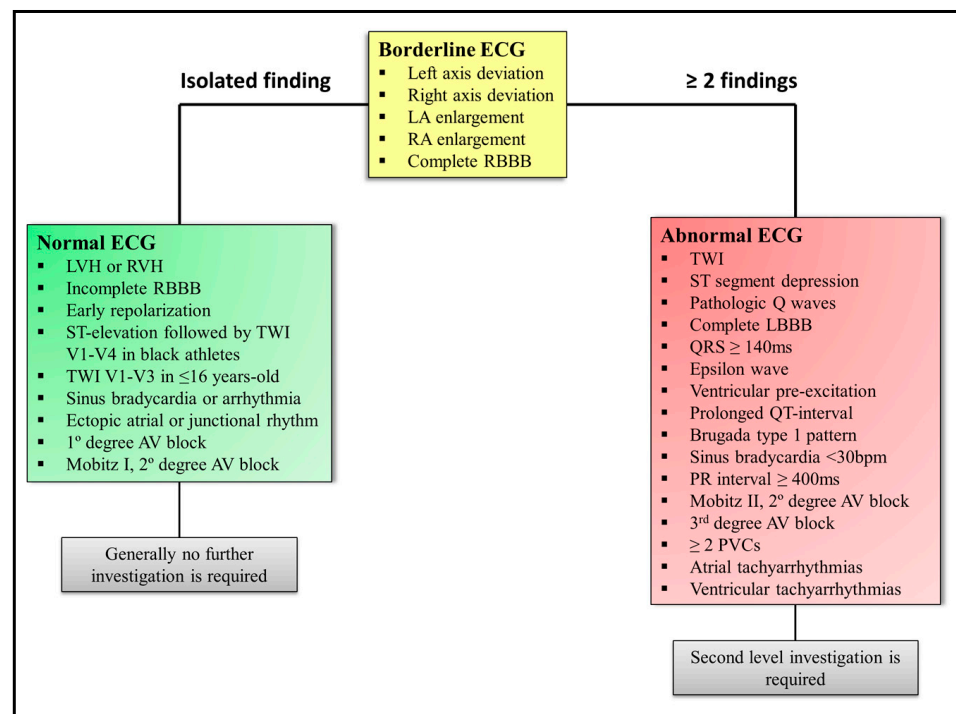 Borderline ECG
▪ Left axis deviation
▪ Right axis deviation
▪ LA enlargement
▪ RA enlargement
▪ Complete RBBB
Isolated finding
≥ 2 findings
Normal ECG
▪ LVH or RVH
▪ Incomplete RBBB
▪ Early repolarization
▪ ST-elevation followed by TWI
V1-V4 in black athletes
▪ TWI V1-V3 in ≤16 years-old
▪ Sinus bradycardia or arrhythmia
▪ Ectopic atrial or junctional rhythm
▪ 1º degree AV block
▪ Mobitz I, 2º degree AV block
Generally no further
investigation is required
Abnormal ECG
▪ TWI
▪ ST segment depression
▪ Pathologic Q waves
▪ Complete LBBB
▪ QRS ≥ 140ms
▪ Epsilon wave
▪ Ventricular pre-excitation
▪ Prolonged QT-interval
▪ Brugada type 1 pattern
▪ Sinus bradycardia <30bpm
▪ PR interval ≥ 400ms
▪ Mobitz II, 2º degree AV block
▪ 3rd degree AV block
▪ ≥ 2 PVCs
▪ Atrial tachyarrhythmias
▪ Ventricular tachyarrhythmias
Second level investigation is
required